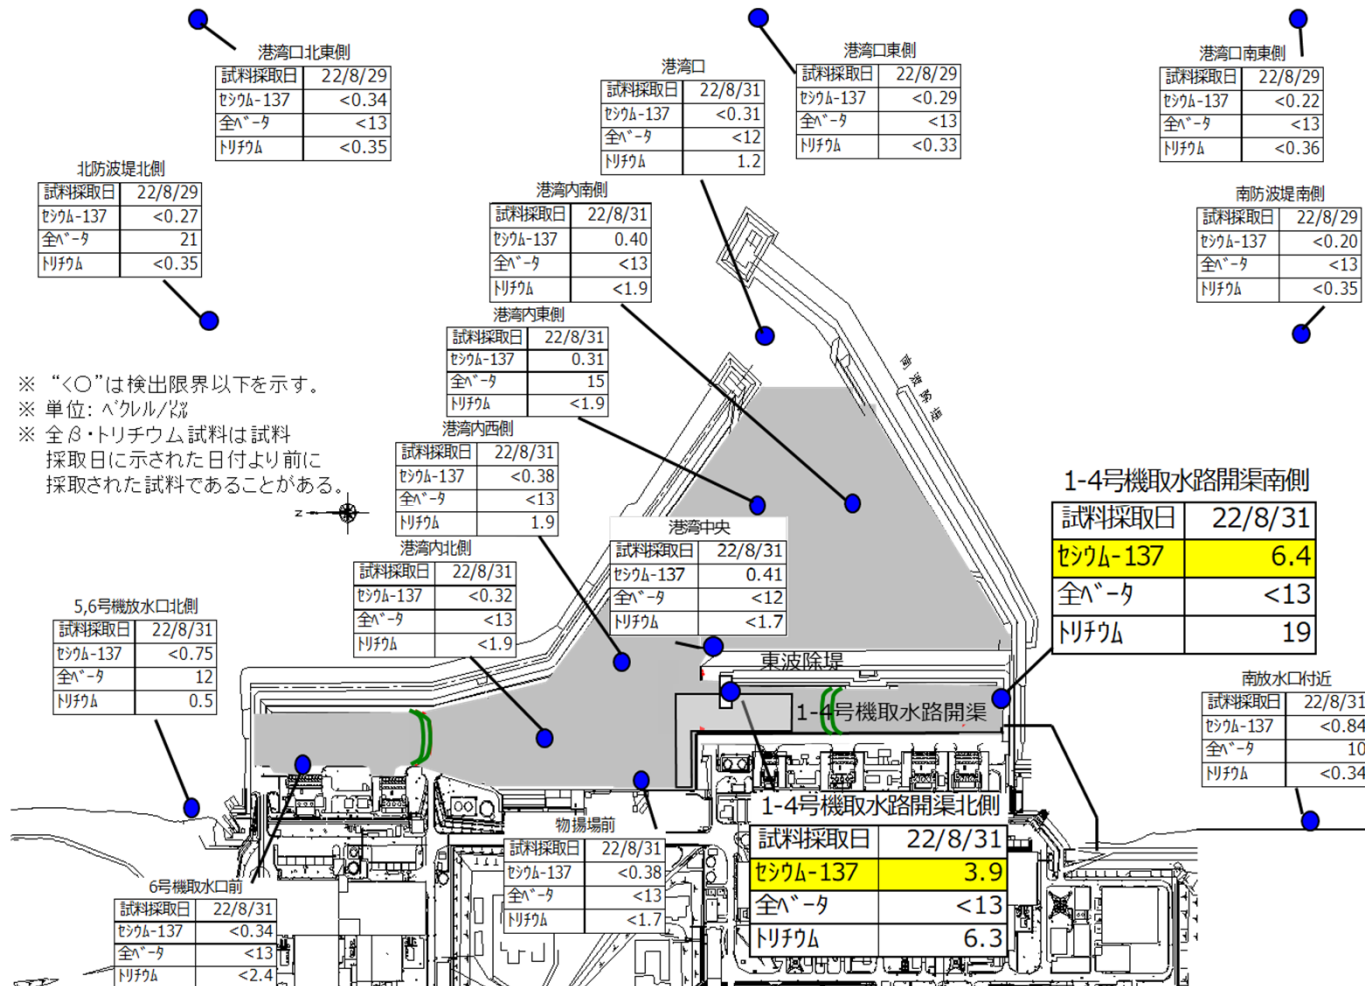 港湾口北東側
試料採取日 22/8/29
セシウム-137 <0.34
全ベータ <13
トリチウム <0.35
港湾口
試料採取日 22/8/31
セシウム-137 <0.31
全ベータ <12
トリチウム 1.2
港湾口東側
試料採取日 22/8/29
セシウム-137 <0.29
全ベータ <13
トリチウム <0.33
港湾口南東側
試料採取日 22/8/29
セシウム-137 <0.22
全ベータ <13
トリチウム <0.36
北防波堤北側
試料採取日 22/8/29
セシウム-137 <0.27
全ベータ 21
トリチウム <0.35
港湾内南側
試料採取日 22/8/31
セシウム-137 0.40
全ベータ <13
トリチウム <1.9
南防波堤南側
試料採取日 22/8/29
セシウム-137 <0.20
全ベータ <13
トリチウム <0.35
港湾内東側
試料採取日 22/8/31
セシウム-137 0.31
全ベータ 15
トリチウム <1.9
南波除堤
※ “<○”は検出限界以下を示す。
※ 単位: ベクレル/㍑
※ 全β・トリチウム試料は試料
採取日に示された日付より前に
採取された試料であることがある。
Z
港湾内西側
試料採取日 22/8/31
セシウム-137 <0.38
全ベータ <13
トリチウム 1.9
港湾中央
試料採取日 22/8/31
セシウム-137 0.41
全ベータ <12
トリチウム <1.7
1-4号機取水路開渠南側
試料採取日 22/8/31
セシウム-137 6.4
全ベータ <13
トリチウム 19
港湾内北側
試料採取日 22/8/31
セシウム-137 <0.32
全ベータ <13
トリチウム <1.9
5,6号機放水口北側
試料採取日 22/8/31
セシウム-137 <0.75
全ベータ 12
トリチウム 0.5
東波除堤
1-4号機取水路開渠
南放水口付近
試料採取日 22/8/31
セシウム-137 <0.84
全ベータ 10
トリチウム <0.34
1-4号機取水路開渠北側
試料採取日 22/8/31
セシウム-137 3.9
全ベータ <13
トリチウム 6.3
物揚場前
試料採取日 22/8/31
セシウム-137 <0.38
全ベータ <13
トリチウム <1.7
6号機取水口前
試料採取日 22/8/31
セシウム-137 <0.34
全ベータ <13
トリチウム <2.4